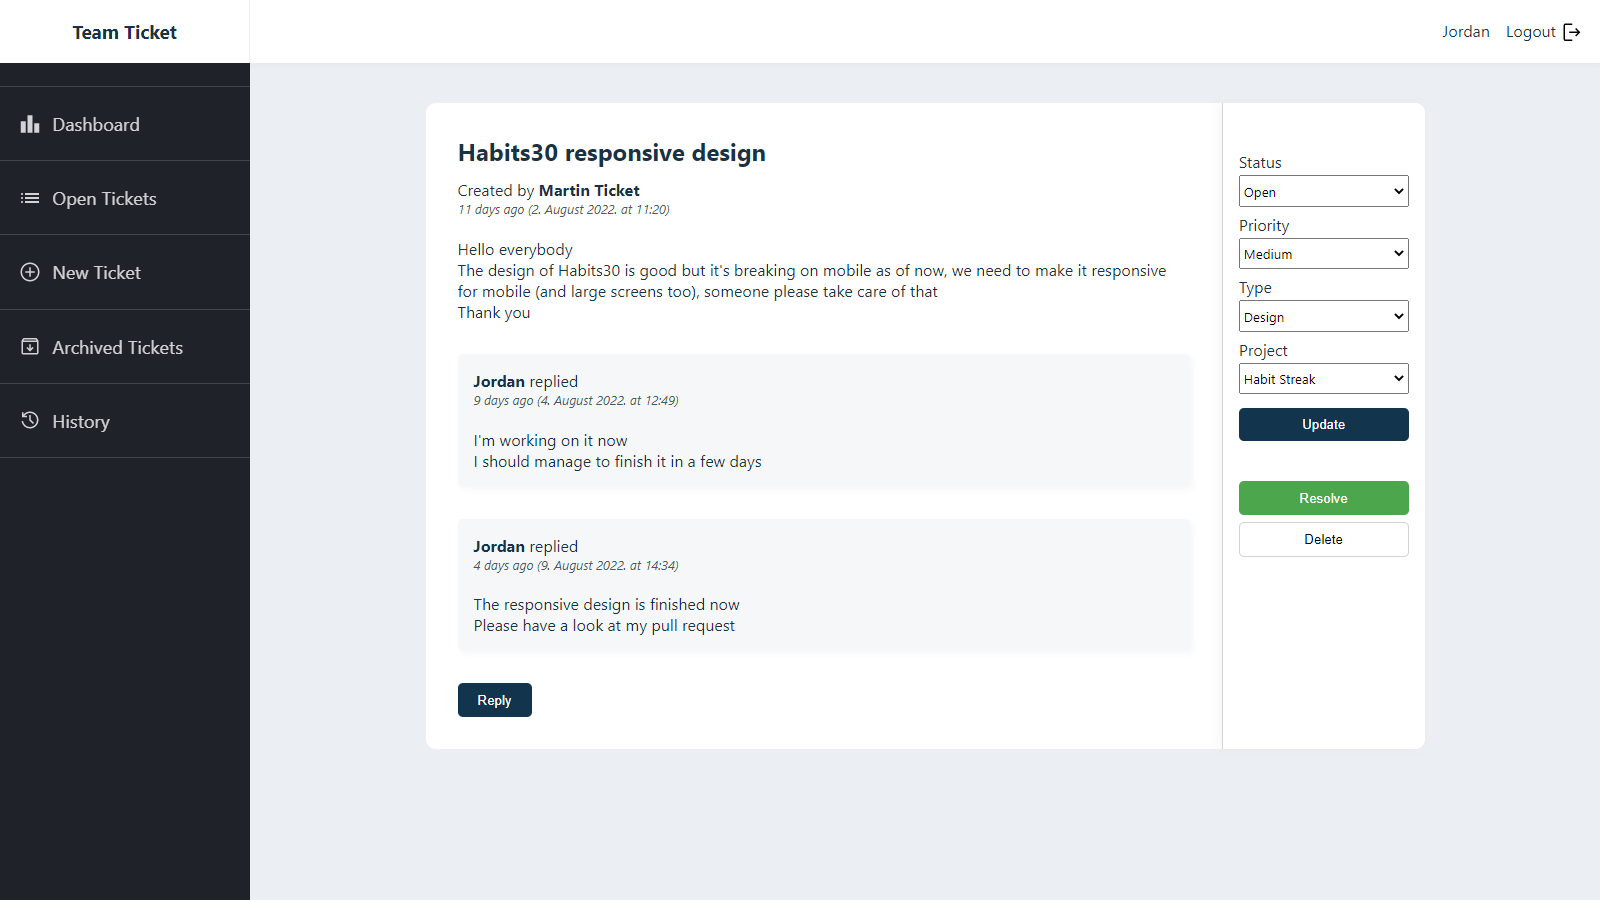 Team Ticket
Jordan
Logout
Dashboard
Open Tickets
New Ticket
Archived Tickets
History
Habits30 responsive design
Created by Martin Ticket
11 days ago (2. August 2022. at 11:20)
Hello everybody
The design of Habits30 is good but it's breaking on mobile as of now, we need to make it responsive
for mobile (and large screens too), someone please take care of that
Thank you
Jordan replied
9 days ago (4. August 2022. at 12:49)
I'm working on it now
I should manage to finish it in a few days
Jordan replied
4 days ago (9. August 2022. at 14:34)
The responsive design is finished now
Please have a look at my pull request
Reply
Status
Open
Priority
Medium
Type
Design
Project
Habit Streak
Update
Resolve
Delete